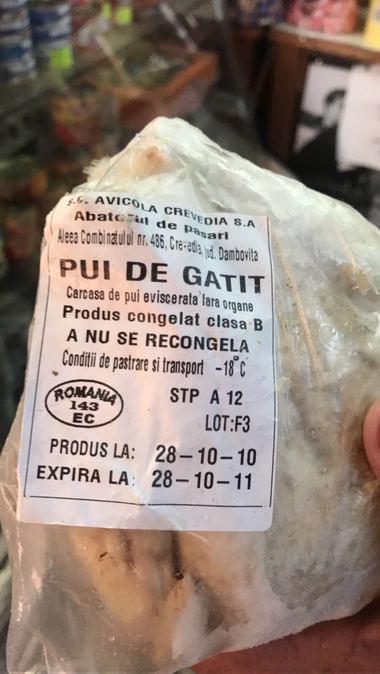 S.C. AVICOLA CREVEDIA S.A
Abatorul de pasari
Aleea Combinatului nr. 486, Crevedia, jud. Dambovita
PUI DE GATIT
Carcasa de pui eviscerata fara organe
Produs congelat clasa B
A NU SE RECONGELA
Conditii de pastrare si transport -18°C
ROMANIA
143
EC
STP A 12
LOT:F3
PRODUS LA: 28-10-10
EXPIRA LA: 28-10-11